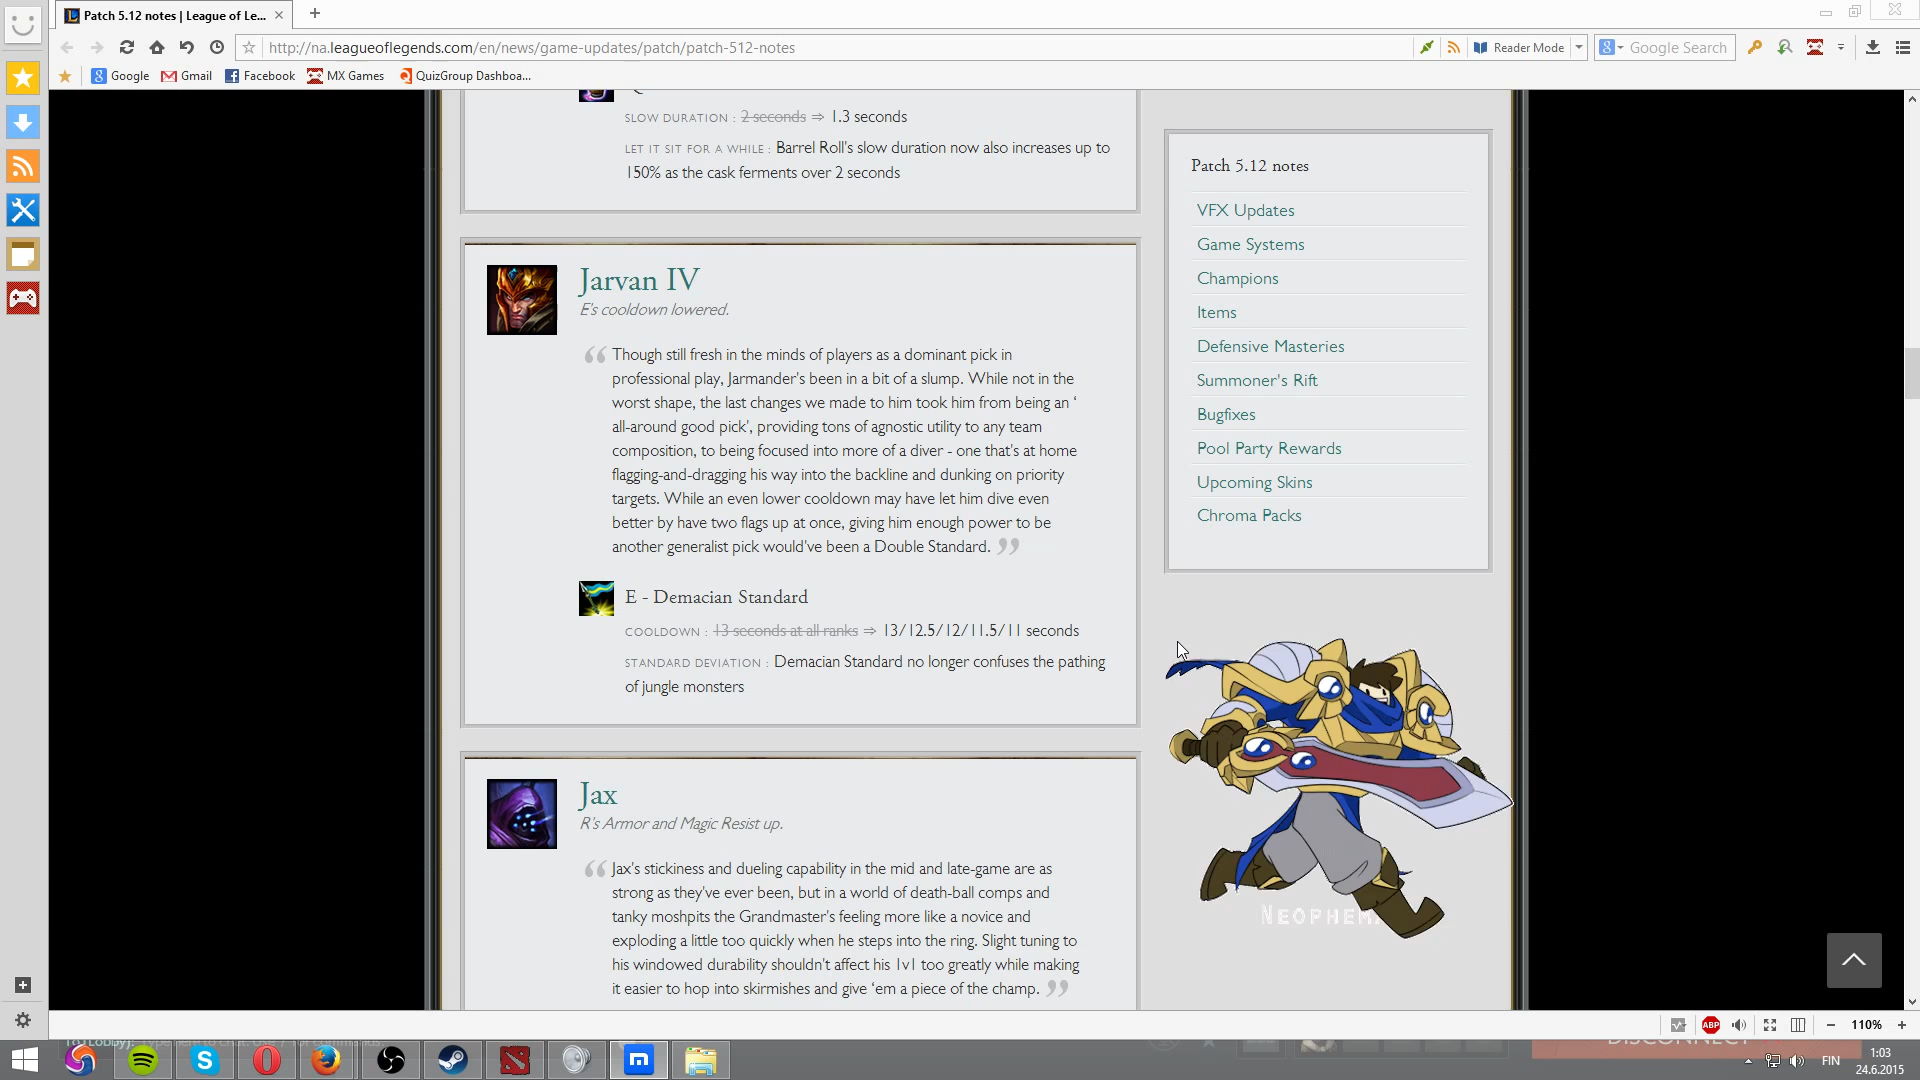 Patch 5.12 notes | League of Le...
http://na.leagueoflegends.com/en/news/game-updates/patch/patch-512-notes
Reader Mode
Google Search
Google
Gmail
Facebook
MX Games
QuizGroup Dashboa...
SLOW DURATION : 2 seconds ⇒ 1.3 seconds
LET IT SIT FOR A WHILE : Barrel Roll's slow duration now also increases up to
150% as the cask ferments over 2 seconds
Jarvan IV
E's cooldown lowered.
“ Though still fresh in the minds of players as a dominant pick in
professional play, Jarmander's been in a bit of a slump. While not in the
worst shape, the last changes we made to him took him from being an ‘
all-around good pick', providing tons of agnostic utility to any team
composition, to being focused into more of a diver - one that's at home
flagging-and-dragging his way into the backline and dunking on priority
targets. While an even lower cooldown may have let him dive even
better by have two flags up at once, giving him enough power to be
another generalist pick would've been a Double Standard. ”
E - Demacian Standard
COOLDOWN : 13 seconds at all ranks ⇒ 13/12.5/12/11.5/11 seconds
STANDARD DEVIATION : Demacian Standard no longer confuses the pathing
of jungle monsters
Jax
R's Armor and Magic Resist up.
“ Jax's stickiness and dueling capability in the mid and late-game are as
strong as they've ever been, but in a world of death-ball comps and
tanky moshpits the Grandmaster's feeling more like a novice and
exploding a little too quickly when he steps into the ring. Slight tuning to
his windowed durability shouldn't affect his 1v1 too greatly while making
it easier to hop into skirmishes and give ‘em a piece of the champ. ”
Patch 5.12 notes
VFX Updates
Game Systems
Champions
Items
Defensive Masteries
Summoner's Rift
Bugfixes
Pool Party Rewards
Upcoming Skins
Chroma Packs
NEOPHEM
ABP
110%
DISCONNECT
FIN
1:03
24.6.2015